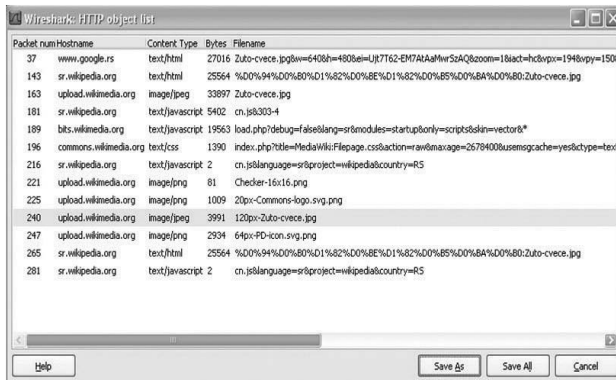 Wireshark: HTTP object list
Packet num Hostname Content Type Bytes Filename
37 www.google.rs text/html 27016 Zuto-cvece.jpg&w=640&h=480&ei=Ujt7T62-EM7AtAaMwrSzAQ&zoom=1&iact=hc&vpx=194&vpy=150
143 sr.wikipedia.org text/html 25564 %D0%94%D0%B0%D1%82%D0%BE%D1%82%D0%B5%D0%BA%D0%B0:Zuto-cvece.jpg
163 upload.wikimedia.org image/jpeg 33897 Zuto-cvece.jpg
181 sr.wikipedia.org text/javascript 5402 cn.js&303-4
189 bits.wikimedia.org text/javascript 19563 load.php?debug=false&lang=sr&modules=startup&only=scripts&skin=vector&*
196 commons.wikimedia.org text/css 1390 index.php?title=MediaWiki:Filepage.css&action=raw&maxage=2678400&usemsgcache=yes&ctype=tex
216 sr.wikipedia.org text/javascript 2 cn.js&language=sr&project=wikipedia&country=RS
221 upload.wikimedia.org image/png 81 Checker-16x16.png
225 upload.wikimedia.org image/png 1009 20px-Commons-logo.svg.png
240 upload.wikimedia.org image/jpeg 3991 120px-Zuto-cvece.jpg
247 upload.wikimedia.org image/png 2934 64px-PD-icon.svg.png
265 sr.wikipedia.org text/html 25564 %D0%94%D0%B0%D1%82%D0%BE%D1%82%D0%B5%D0%BA%D0%B0:Zuto-cvece.jpg
281 sr.wikipedia.org text/javascript 2 cn.js&language=sr&project=wikipedia&country=RS
Help Save As Save All Cancel